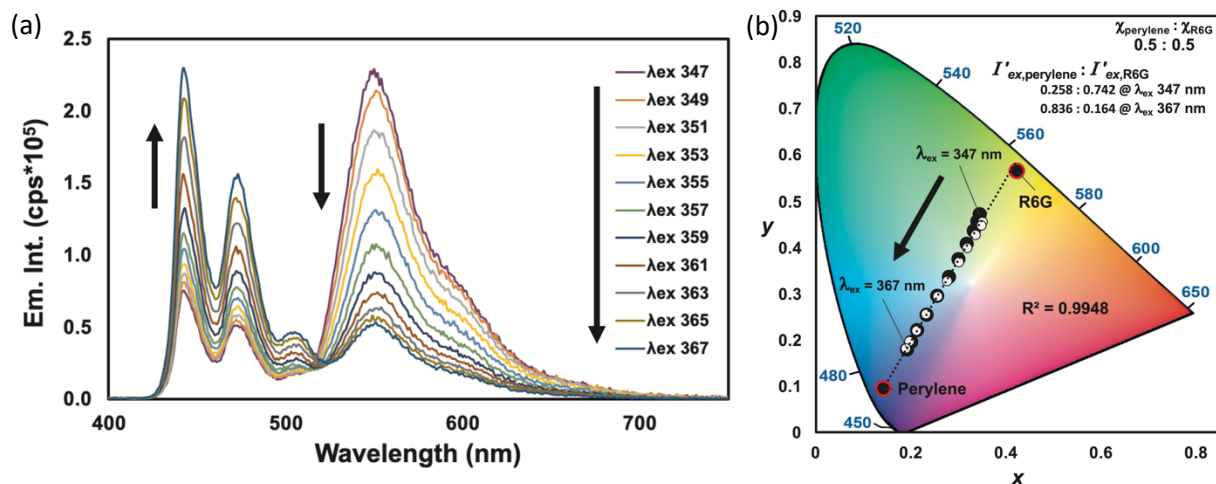 (a)
2.5
2.0
1.5
1.0
0.5
0.0
Em. Int. (cps*10⁵)
400
500
600
700
Wavelength (nm)
λex 347
λex 349
λex 351
λex 353
λex 355
λex 357
λex 359
λex 361
λex 363
λex 365
λex 367
(b)
0.9
0.8
0.7
0.6
0.5
0.4
0.3
0.2
0.1
0
y
0
0.2
0.4
0.6
0.8
x
520
540
560
580
600
650
480
450
χperylene : χR6G
0.5 : 0.5
I'ex,perylene : I'ex,R6G
0.258 : 0.742 @ λex 347 nm
0.836 : 0.164 @ λex 367 nm
λex = 347 nm
R6G
λex = 367 nm
R² = 0.9948
Perylene